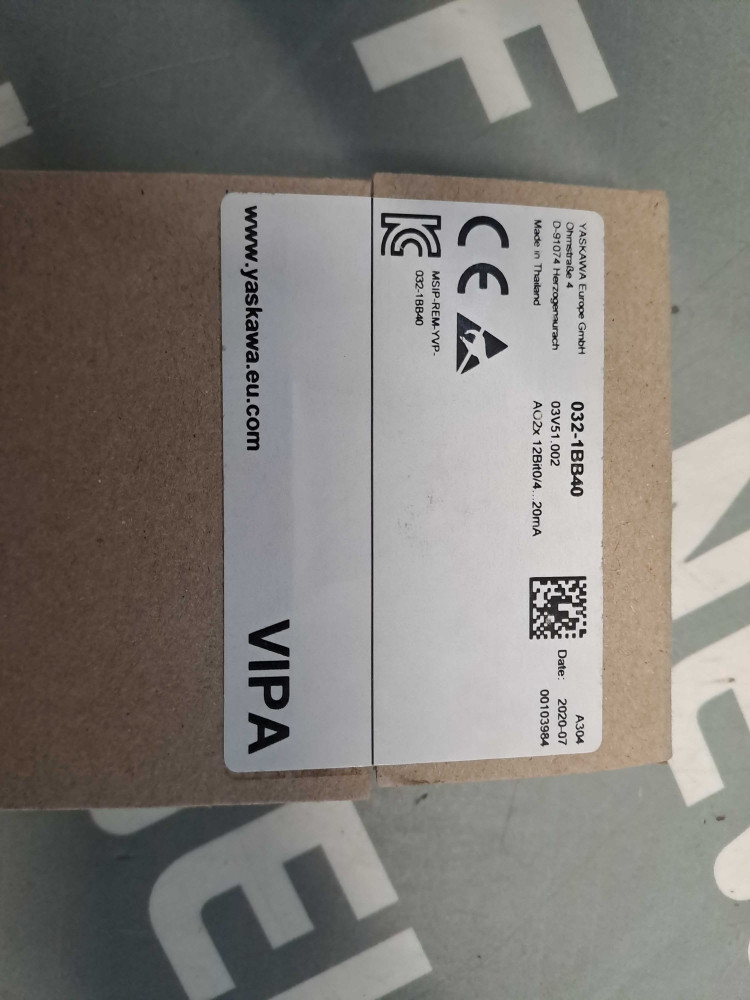 YASKAWA Europe GmbH
Ohmstraße 4
D-91074 Herzogenaurach
Made in Thailand
032-1BB40
03V51.002
AO2x 12Bit0/4...20mA
A304
Date: 2020-07
00103984
CE
MSIP-REM-YVP-
032-1BB40
www.yaskawa.eu.com
VIPA